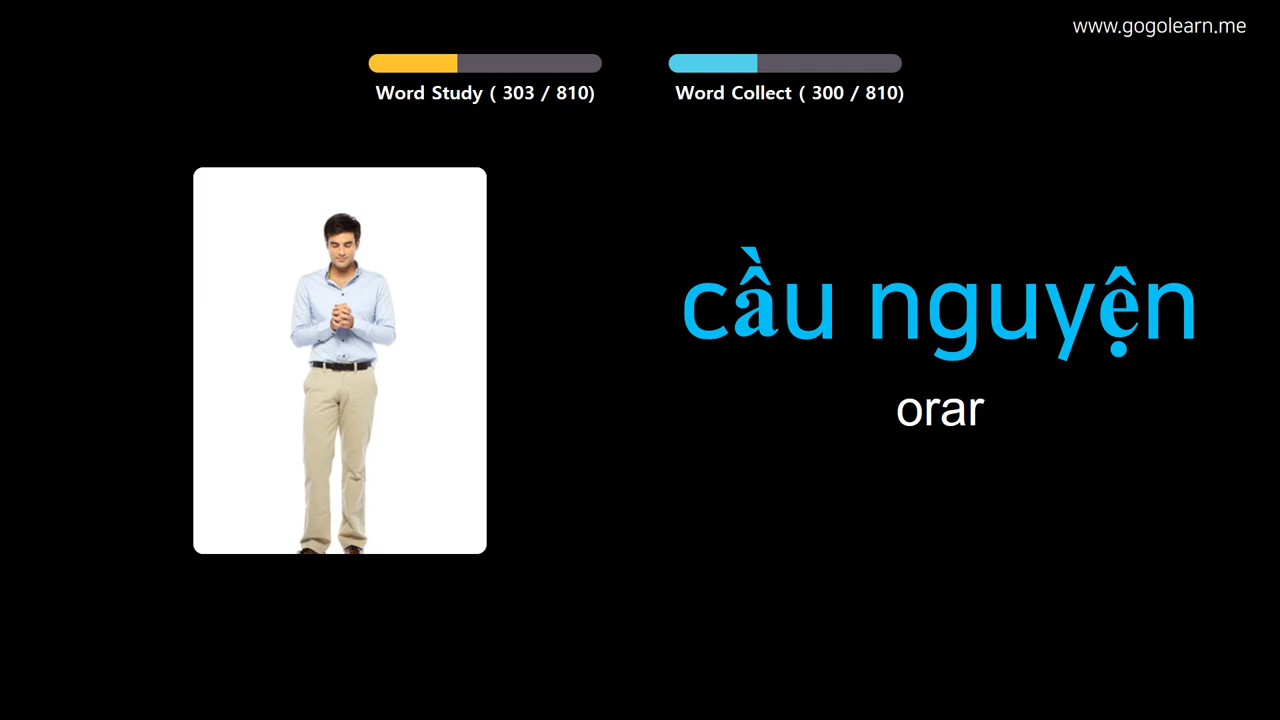 www.gogolearn.me
Word Study ( 303 / 810)
Word Collect ( 300 / 810)
cầu nguyện
orar